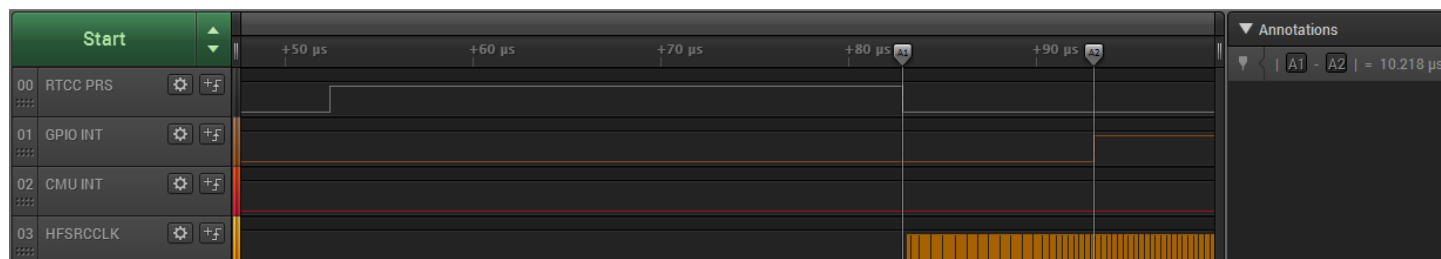 Start
+50 µs +60 µs +70 µs +80 µs A1 +90 µs A2
▼ Annotations
| A1 - A2 | = 10.218 µs
00 RTCC PRS
01 GPIO INT
02 CMU INT
03 HFSRCCLK